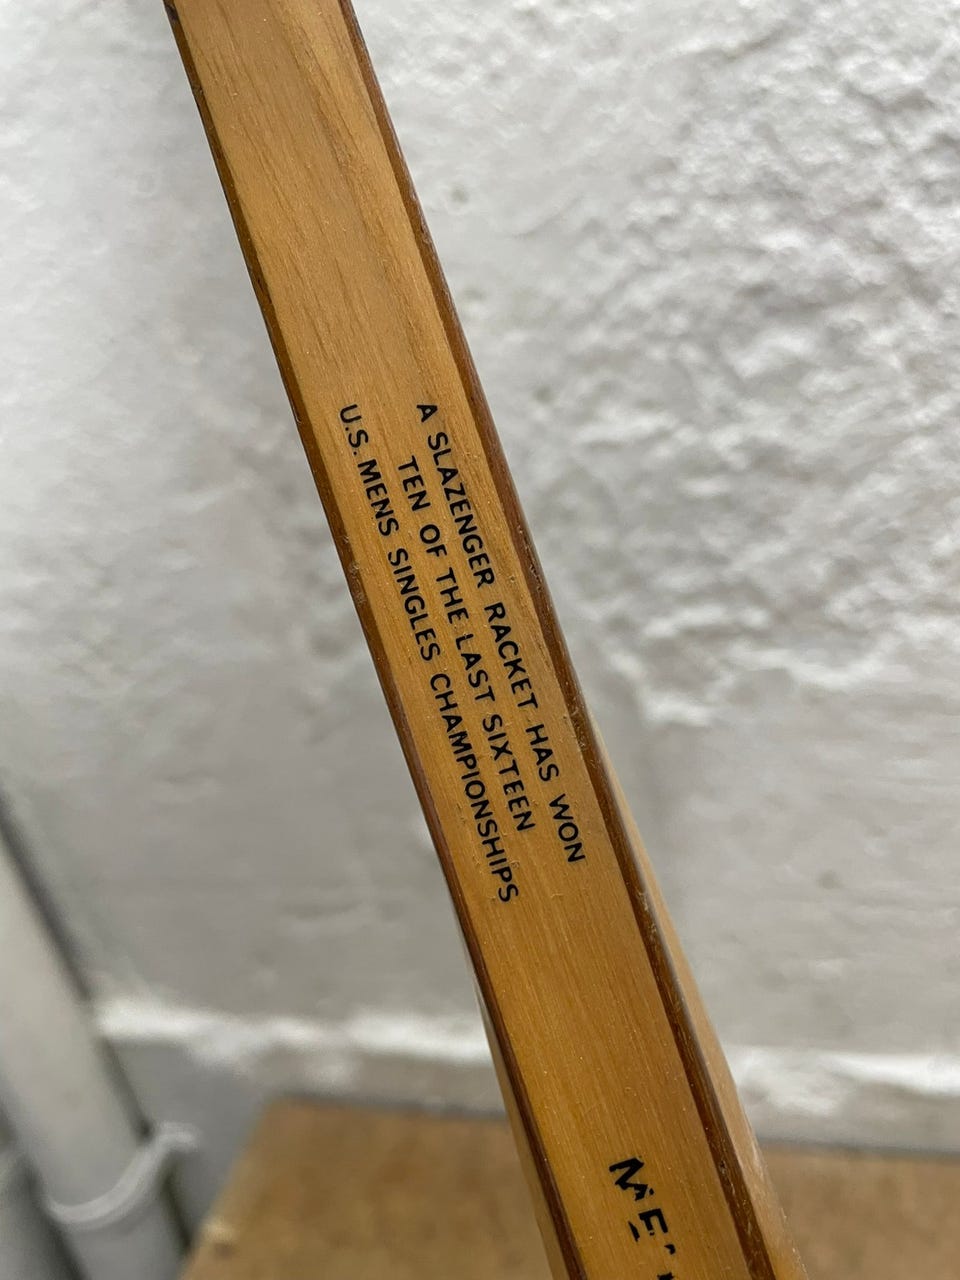 A SLAZENGER RACKET HAS WON
TEN OF THE LAST SIXTEEN
U.S. MENS SINGLES CHAMPIONSHIPS